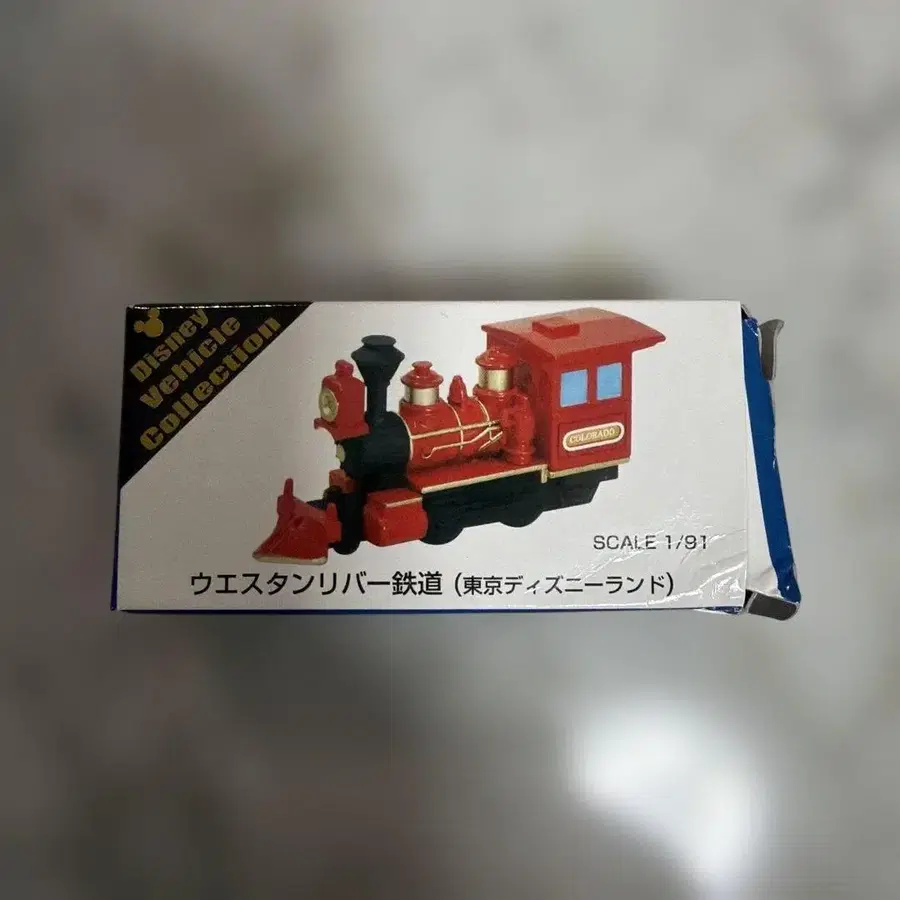 Disney
Vehicle
Collection
COLORADO
SCALE 1/91
ウエスタンリバー鉄道 (東京ディズニーランド)